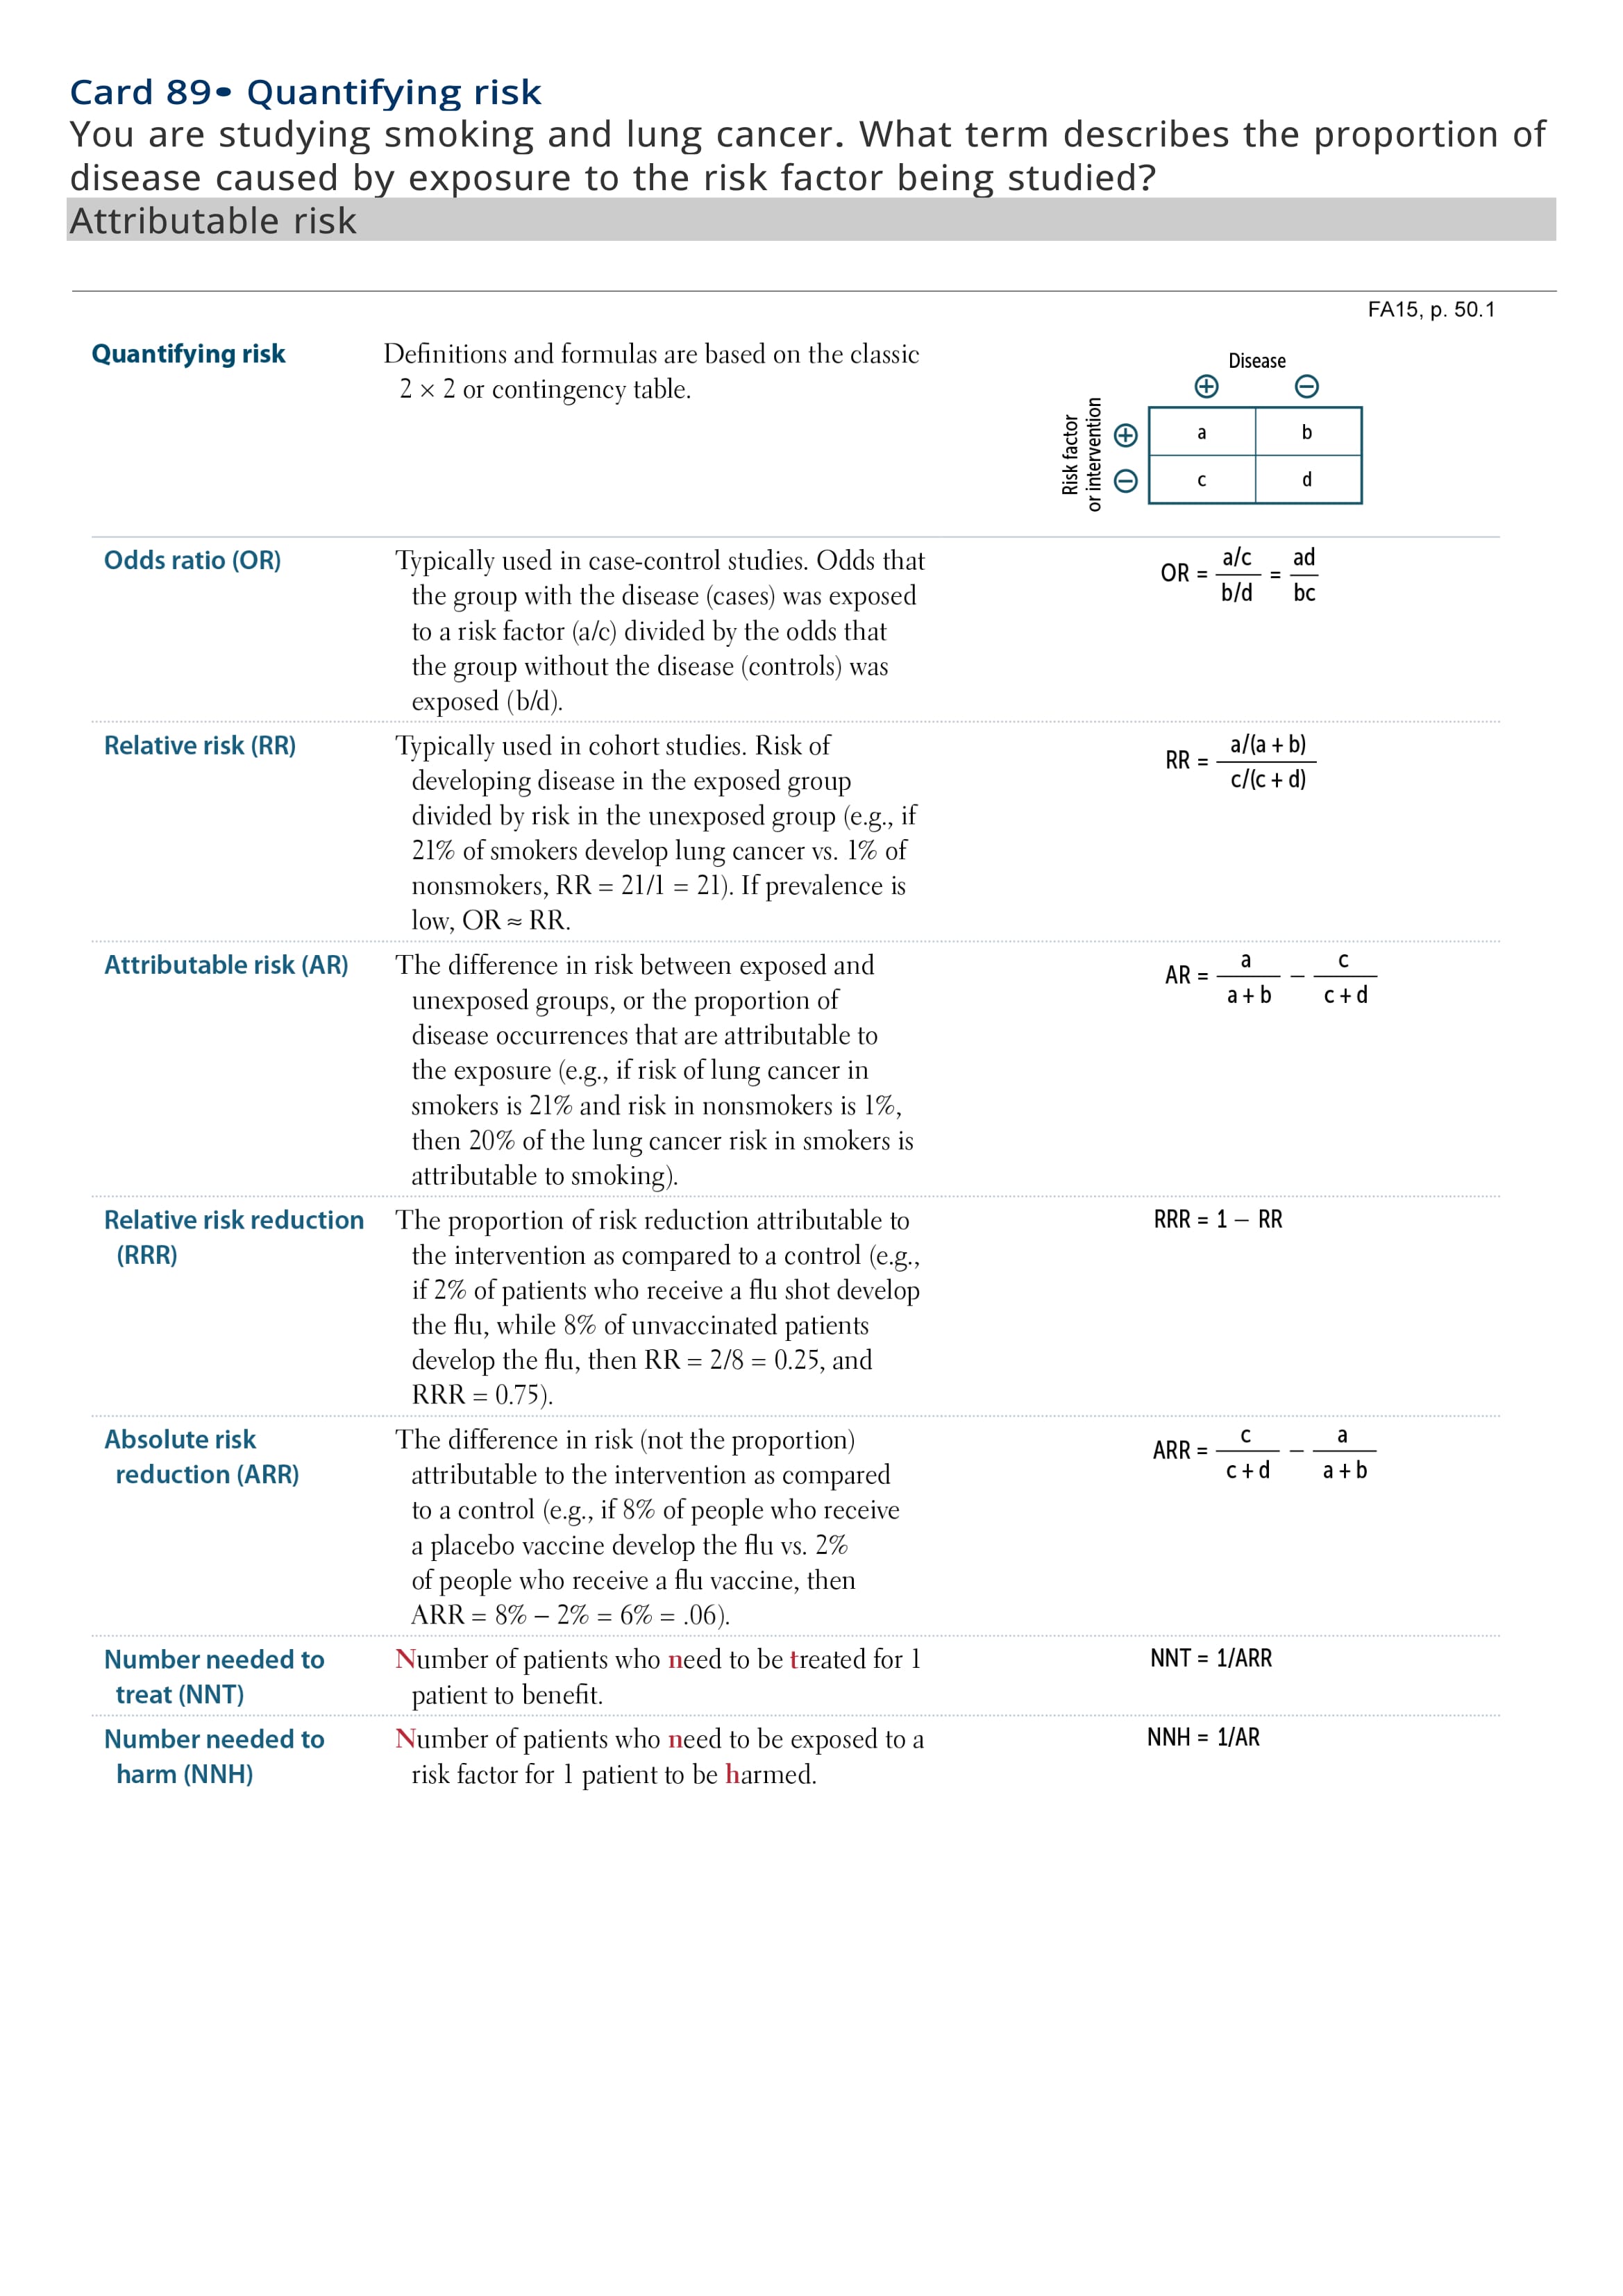 Card 89• Quantifying risk
You are studying smoking and lung cancer. What term describes the proportion of
disease caused by exposure to the risk factor being studied?
Attributable risk
FA15, p. 50.1
Quantifying risk
Definitions and formulas are based on the classic
2 × 2 or contingency table.
Disease
⊕ ⊖
Risk factor
or intervention
⊕ a b
⊖ c d
Odds ratio (OR)
Typically used in case-control studies. Odds that
the group with the disease (cases) was exposed
to a risk factor (a/c) divided by the odds that
the group without the disease (controls) was
exposed (b/d).
OR = a/c / b/d = ad / bc
Relative risk (RR)
Typically used in cohort studies. Risk of
developing disease in the exposed group
divided by risk in the unexposed group (e.g., if
21% of smokers develop lung cancer vs. 1% of
nonsmokers, RR = 21/1 = 21). If prevalence is
low, OR ≈ RR.
RR = a/(a + b) / c/(c + d)
Attributable risk (AR)
The difference in risk between exposed and
unexposed groups, or the proportion of
disease occurrences that are attributable to
the exposure (e.g., if risk of lung cancer in
smokers is 21% and risk in nonsmokers is 1%,
then 20% of the lung cancer risk in smokers is
attributable to smoking).
AR = a / a + b − c / c + d
Relative risk reduction
(RRR)
The proportion of risk reduction attributable to
the intervention as compared to a control (e.g.,
if 2% of patients who receive a flu shot develop
the flu, while 8% of unvaccinated patients
develop the flu, then RR = 2/8 = 0.25, and
RRR = 0.75).
RRR = 1 − RR
Absolute risk
reduction (ARR)
The difference in risk (not the proportion)
attributable to the intervention as compared
to a control (e.g., if 8% of people who receive
a placebo vaccine develop the flu vs. 2%
of people who receive a flu vaccine, then
ARR = 8% − 2% = 6% = .06).
ARR = c / c + d − a / a + b
Number needed to
treat (NNT)
Number of patients who need to be treated for 1
patient to benefit.
NNT = 1/ARR
Number needed to
harm (NNH)
Number of patients who need to be exposed to a
risk factor for 1 patient to be harmed.
NNH = 1/AR